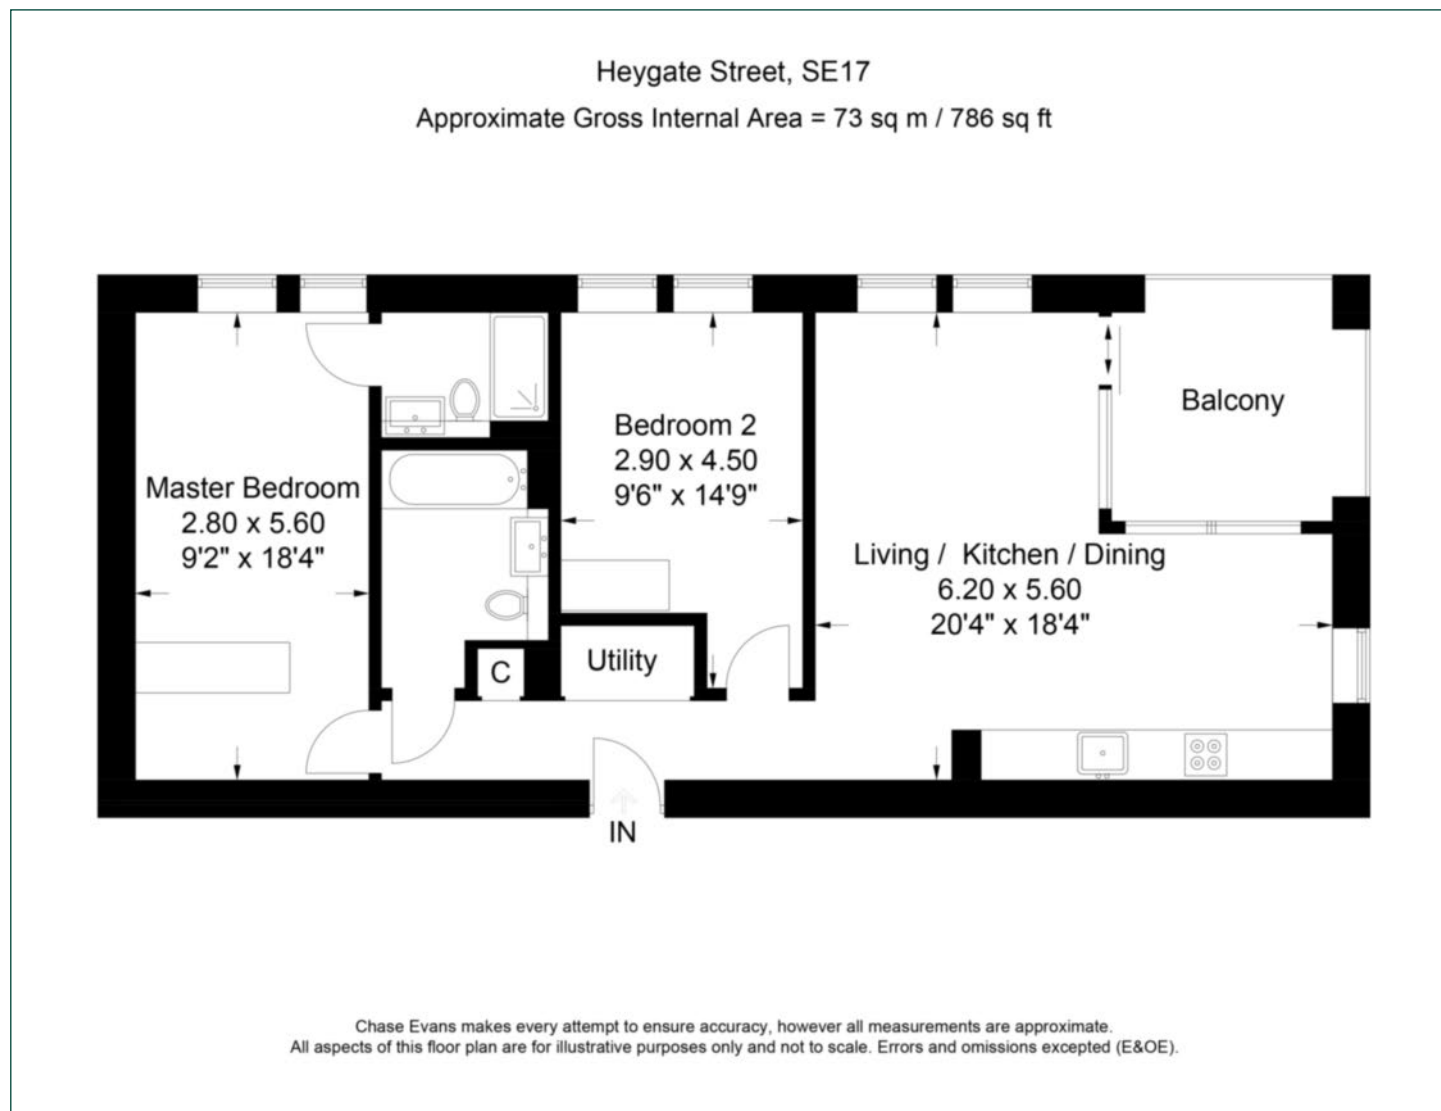 Heygate Street, SE17
Approximate Gross Internal Area = 73 sq m / 786 sq ft
Balcony
Bedroom 2
2.90 x 4.50
9'6" x 14'9"
Master Bedroom
2.80 x 5.60
9'2" x 18'4"
Living / Kitchen / Dining
6.20 x 5.60
20'4" x 18'4"
C
Utility
IN
Chase Evans makes every attempt to ensure accuracy, however all measurements are approximate.
All aspects of this floor plan are for illustrative purposes only and not to scale. Errors and omissions excepted (E&OE).